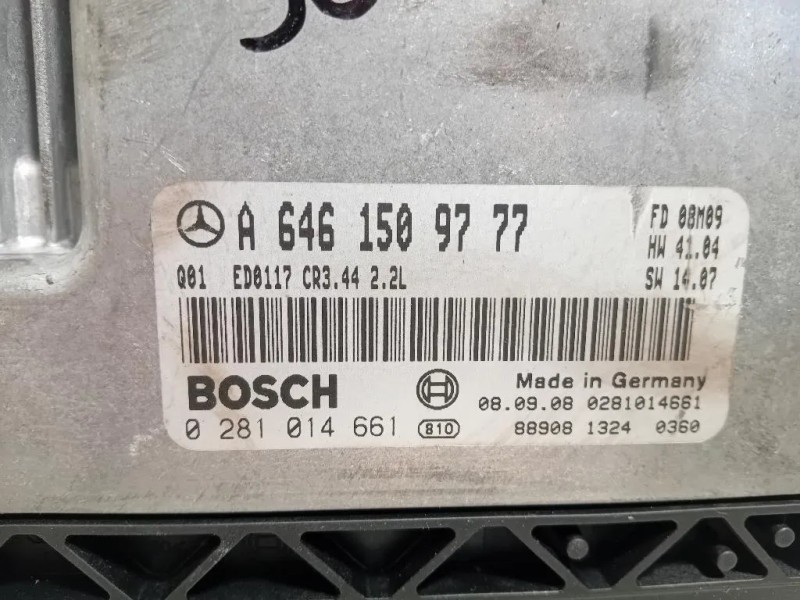 A 646 150 97 77
FD 08M09
HW 41.04
Q01 ED0117 CR3.44 2.2L
SW 14.07
BOSCH
Made in Germany
08.09.08 0281014661
0 281 014 661 810
88908 1324 0360